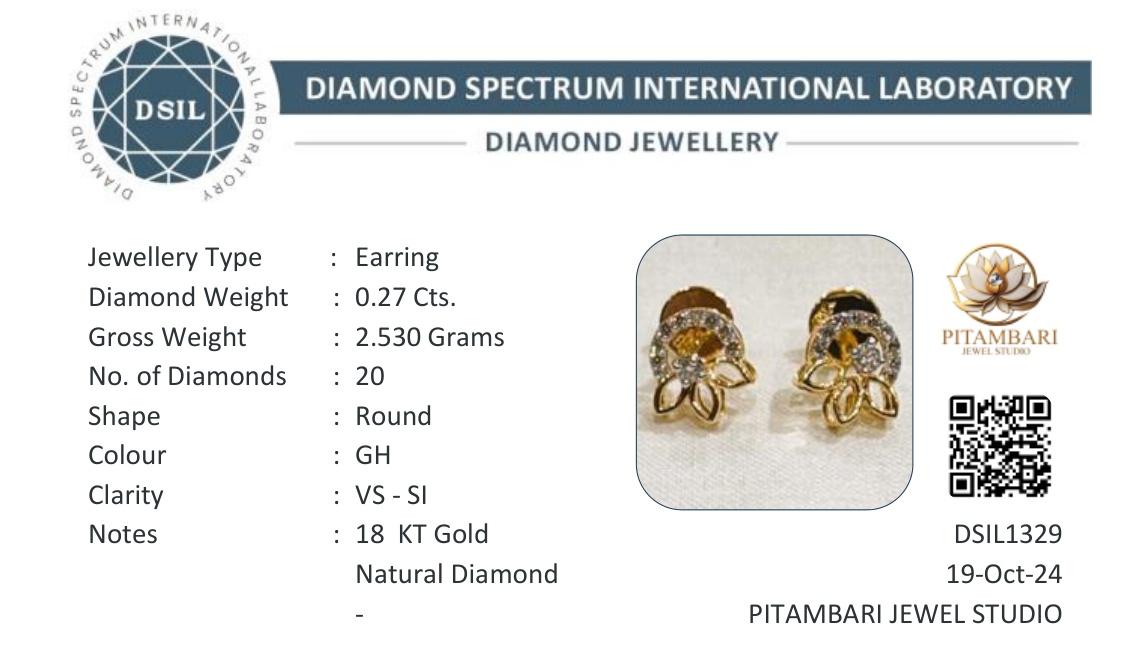 DIAMOND SPECTRUM INTERNATIONAL LABORATORY
DSIL
DIAMOND SPECTRUM INTERNATIONAL LABORATORY
DIAMOND JEWELLERY
Jewellery Type : Earring
Diamond Weight : 0.27 Cts.
Gross Weight : 2.530 Grams
No. of Diamonds : 20
Shape : Round
Colour : GH
Clarity : VS - SI
Notes : 18 KT Gold
Natural Diamond
-
PITAMBARI
JEWEL STUDIO
DSIL1329
19-Oct-24
PITAMBARI JEWEL STUDIO